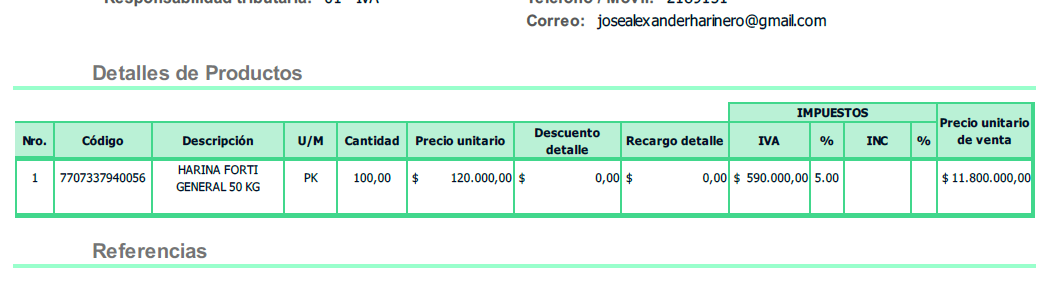 Responsabilidad tributaria: 01 - IVA
Teléfono / Móvil: 2189151
Correo: josealexanderharinero@gmail.com
Detalles de Productos
IMPUESTOS
Nro. Código Descripción U/M Cantidad Precio unitario Descuento detalle Recargo detalle IVA % INC % Precio unitario de venta
1 7707337940056 HARINA FORTI GENERAL 50 KG PK 100,00 $ 120.000,00 $ 0,00 $ 0,00 $ 590.000,00 5.00 $ 11.800.000,00
Referencias